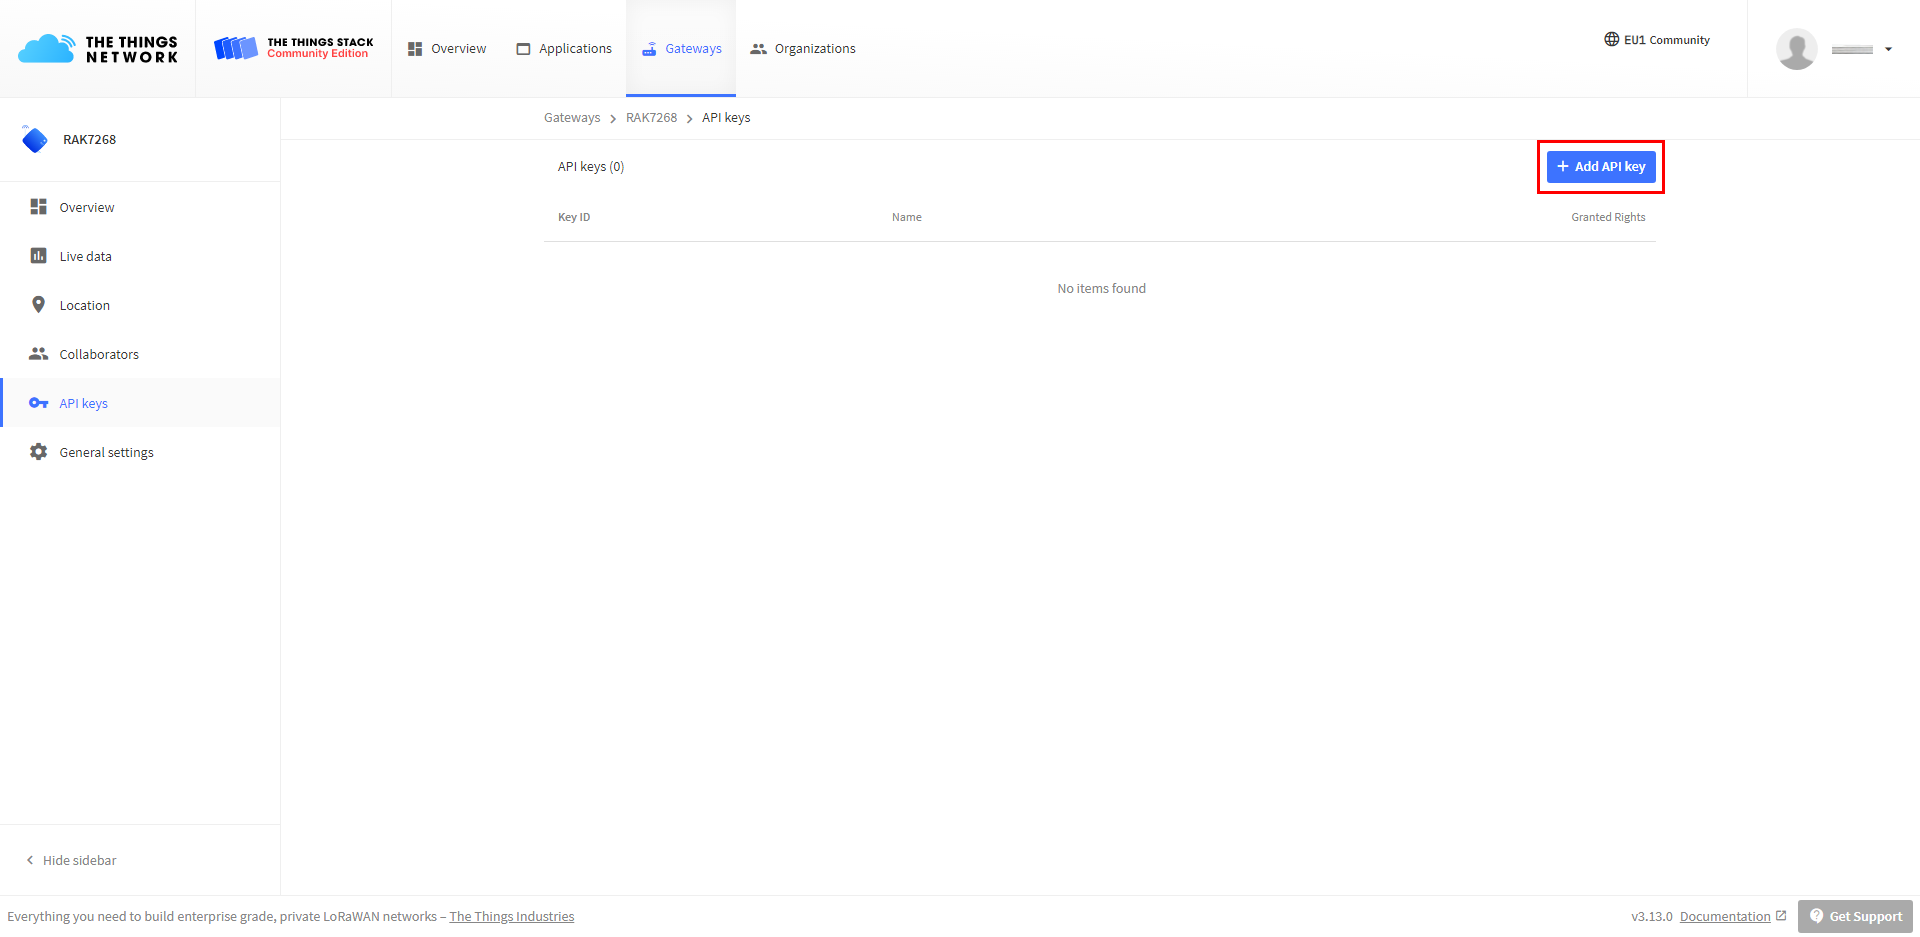 THE THINGS
NETWORK
THE THINGS STACK
Community Edition
Overview
Applications
Gateways
Organizations
EU1 Community
RAK7268
Overview
Live data
Location
Collaborators
API keys
General settings
Hide sidebar
Gateways > RAK7268 > API keys
API keys (0)
+ Add API key
Key ID Name Granted Rights
No items found
Everything you need to build enterprise grade, private LoRaWAN networks – The Things Industries
v3.13.0 Documentation
Get Support